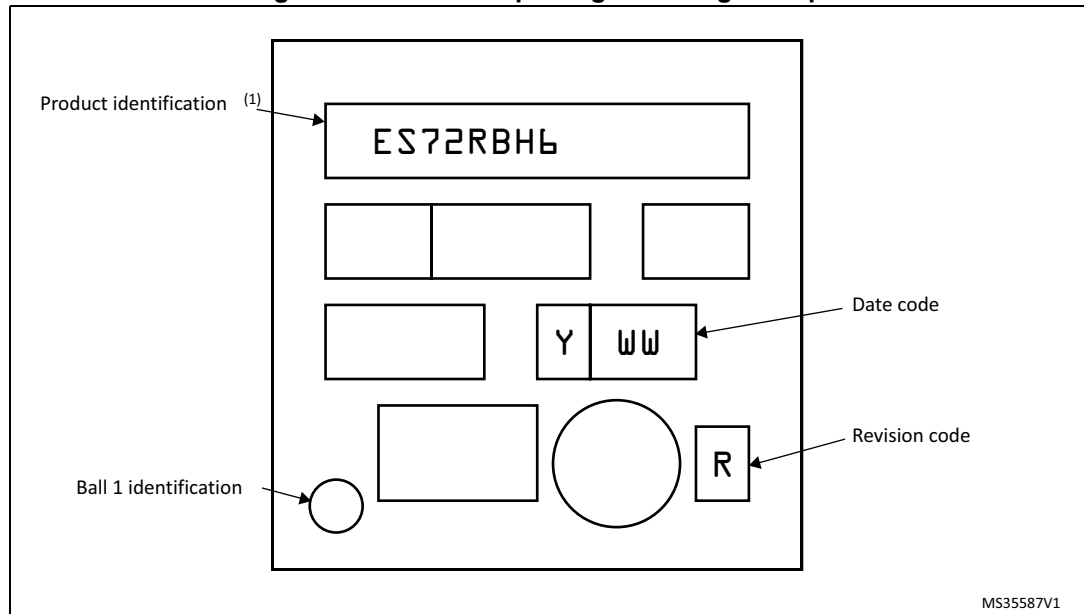 Product identification (1)
ES72RBH6
Date code
Y WW
Revision code
R
Ball 1 identification
MS35587V1